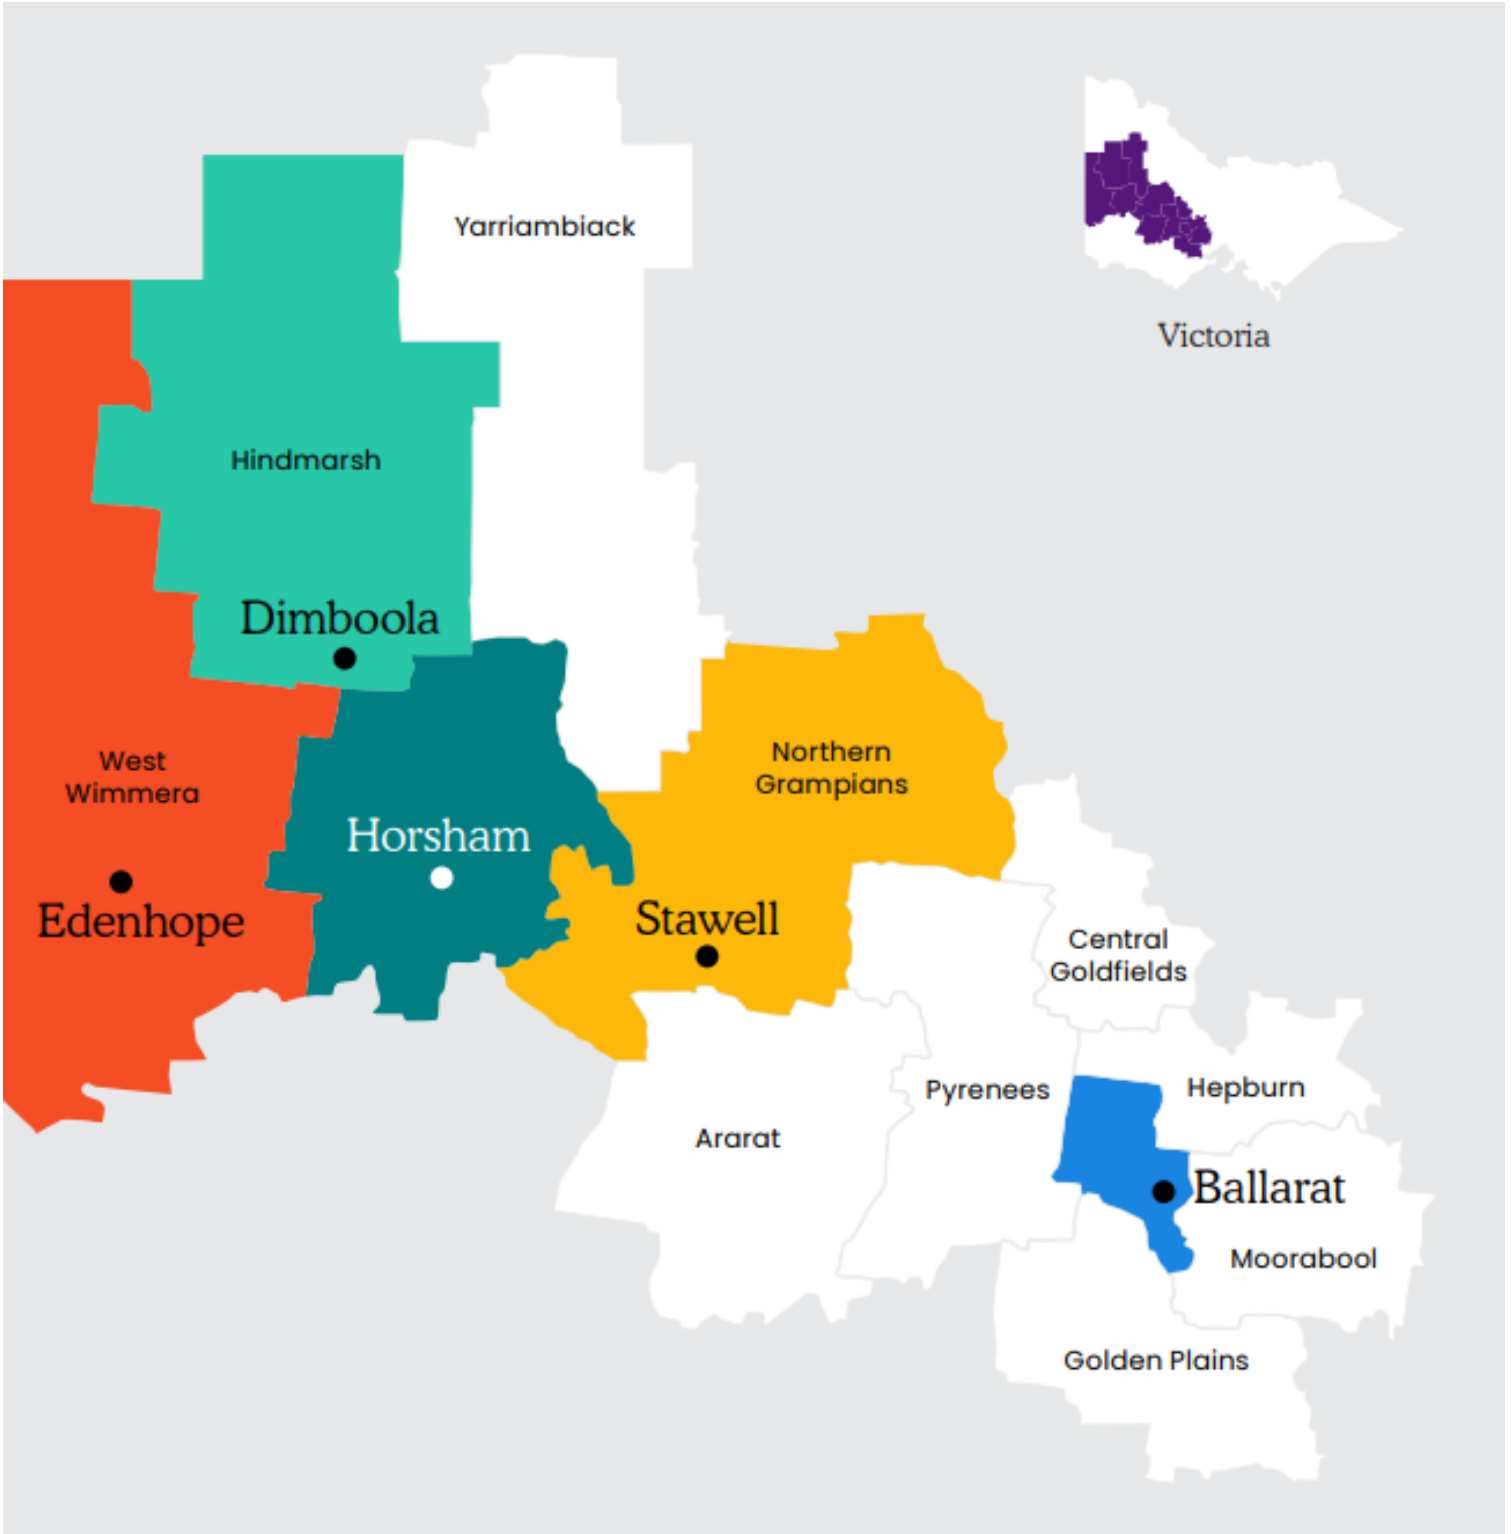 Yarriambiack
Victoria
Hindmarsh
Dimboola
West
Wimmera
Northern
Grampians
Horsham
Edenhope
Stawell
Central
Goldfields
Pyrenees
Hepburn
Ararat
Ballarat
Moorabool
Golden Plains